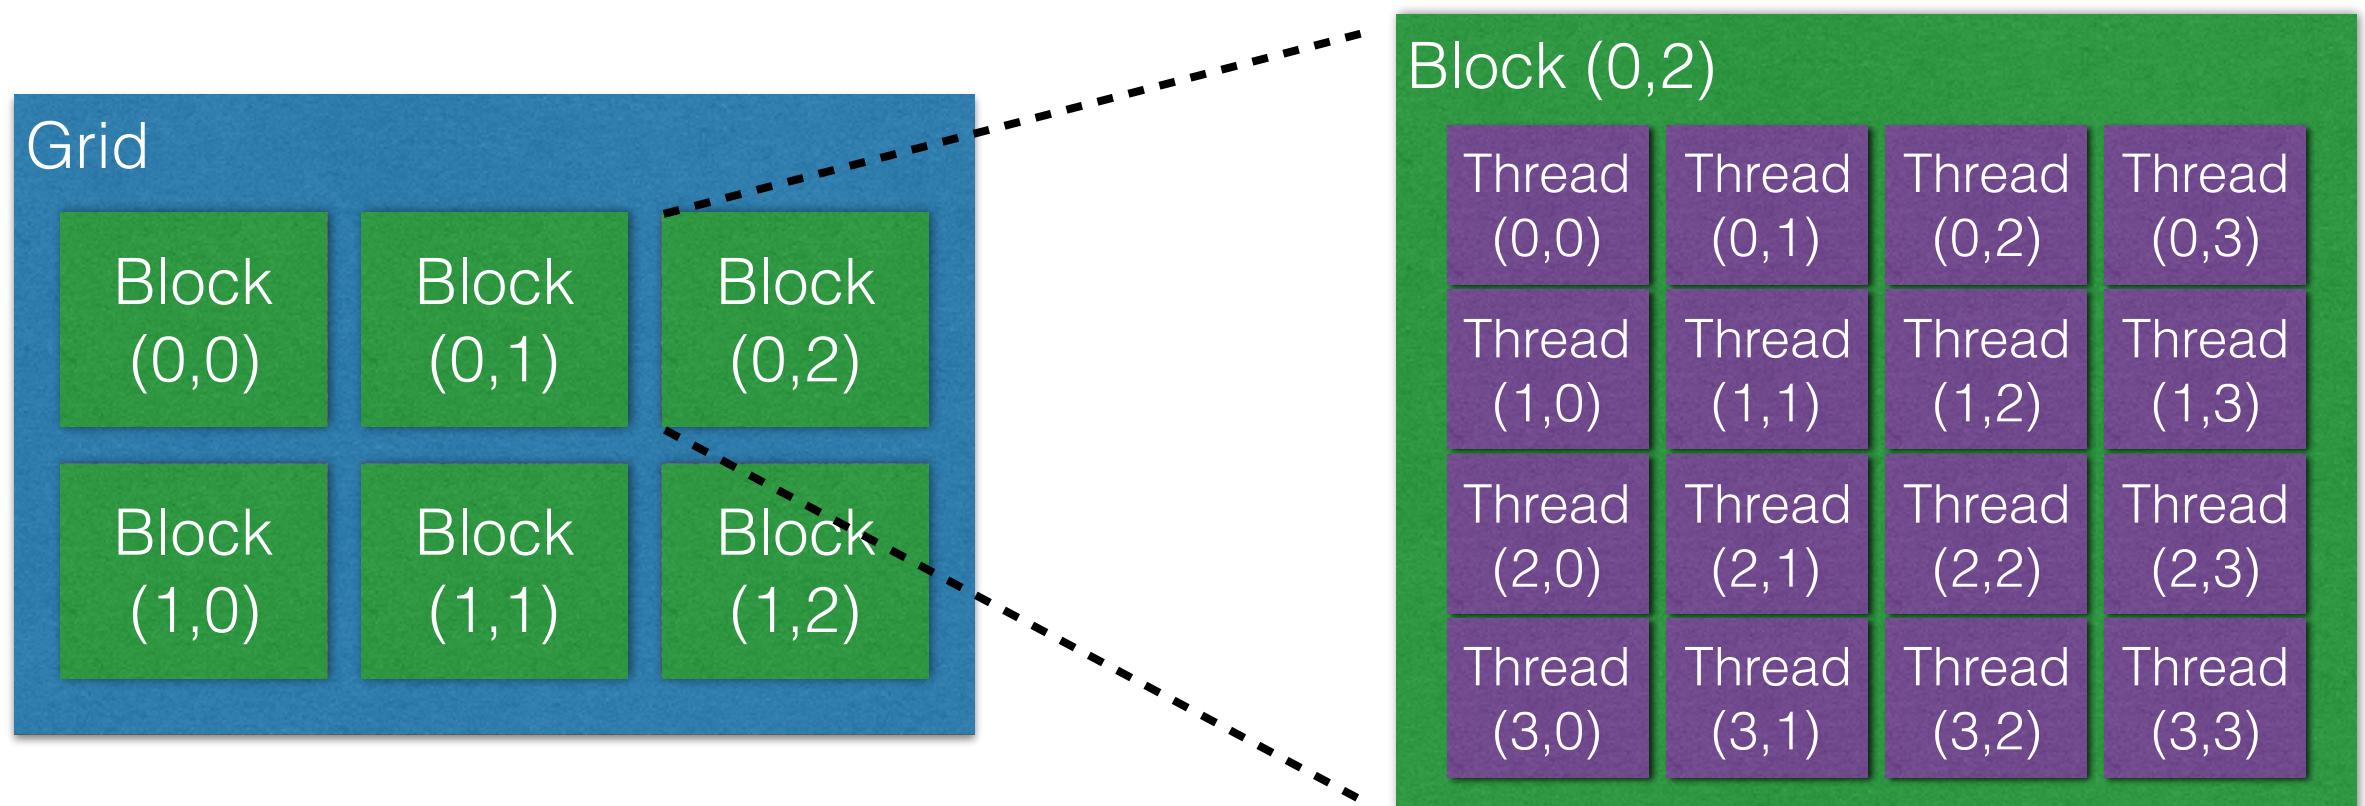 Grid
Block Block Block
(0,0) (0,1) (0,2)
Block Block Block
(1,0) (1,1) (1,2)
Block (0,2)
Thread Thread Thread Thread
(0,0) (0,1) (0,2) (0,3)
Thread Thread Thread Thread
(1,0) (1,1) (1,2) (1,3)
Thread Thread Thread Thread
(2,0) (2,1) (2,2) (2,3)
Thread Thread Thread Thread
(3,0) (3,1) (3,2) (3,3)